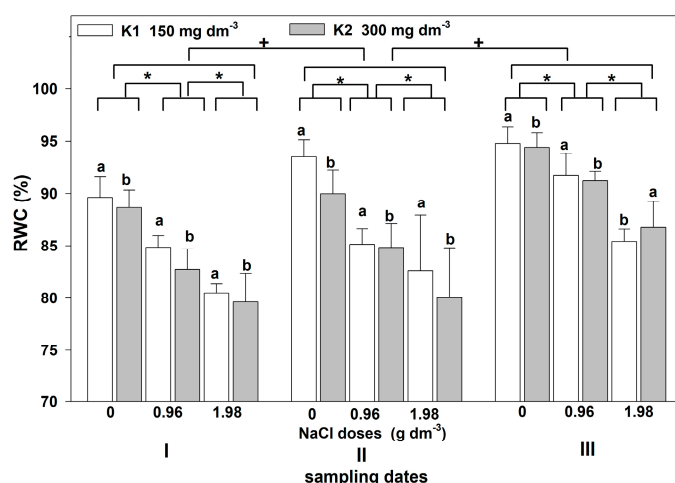 K1 150 mg dm-3 K2 300 mg dm-3
+ +
* * * * * *
100
95
90
85
80
75
70
RWC (%)
a b a b a b a b a b a b a b a b b a
0 0.96 1.98 0 0.96 1.98 0 0.96 1.98
NaCl doses (g dm-3)
I II III
sampling dates